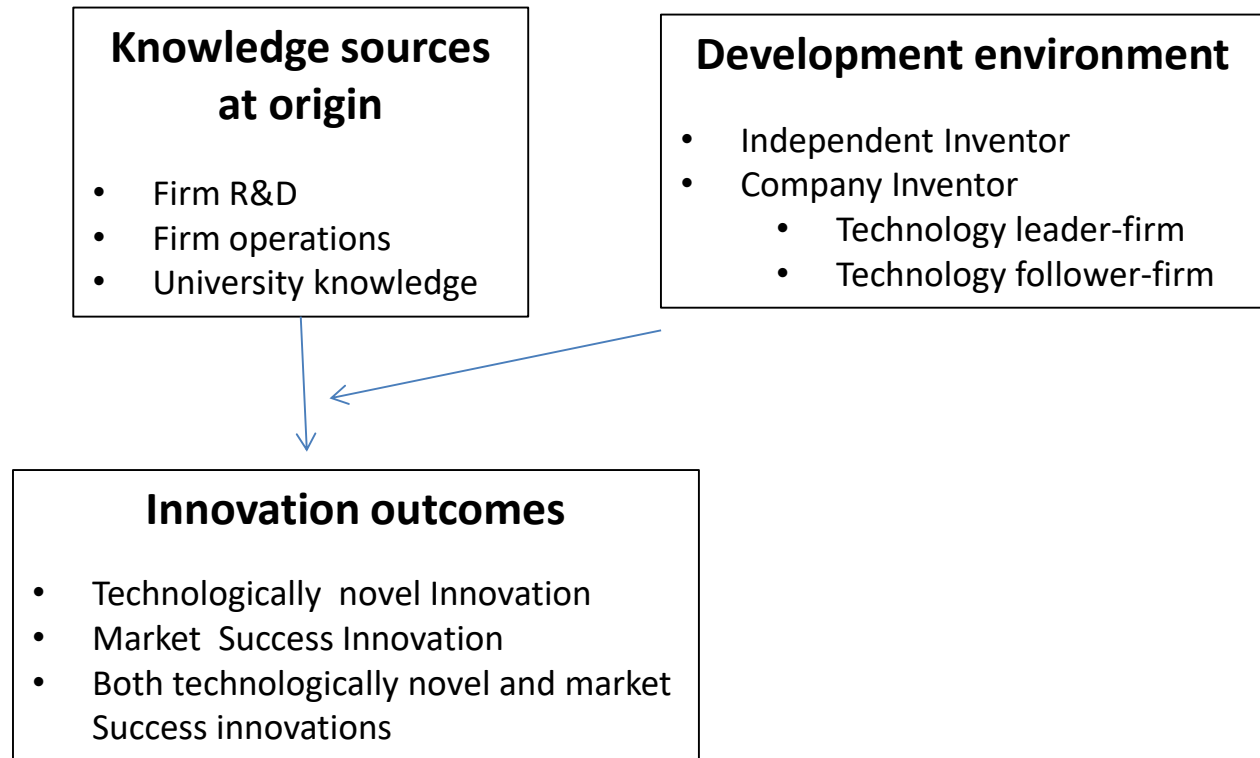 Knowledge sources
at origin
• Firm R&D
• Firm operations
• University knowledge
Development environment
• Independent Inventor
• Company Inventor
• Technology leader-firm
• Technology follower-firm
Innovation outcomes
• Technologically  novel Innovation
• Market  Success Innovation
• Both technologically novel and market
Success innovations